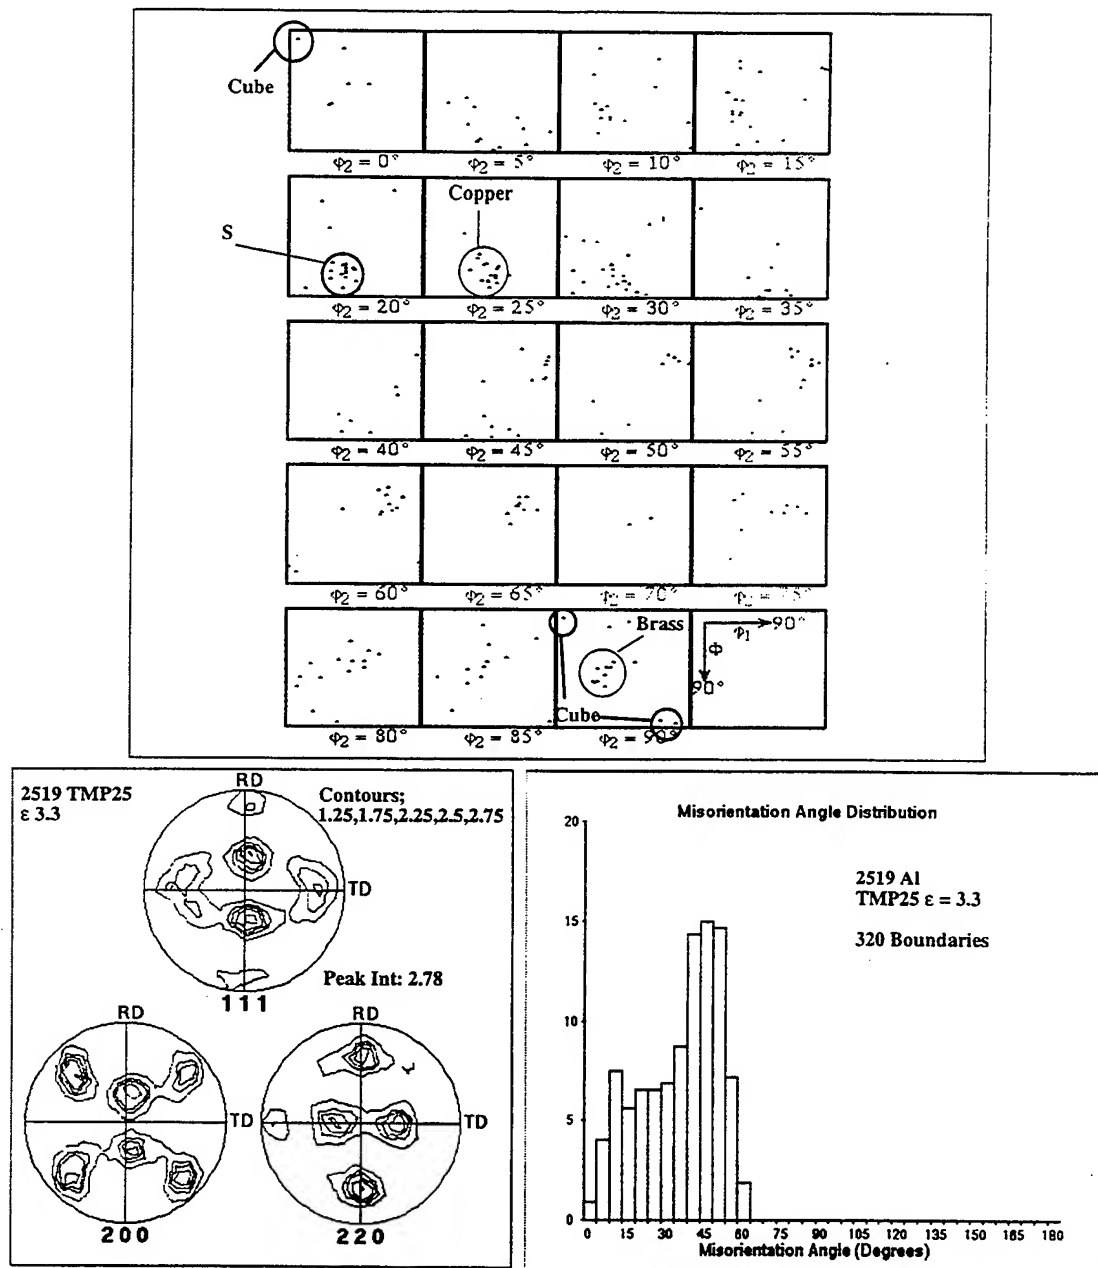 Cube
φ2 = 0° φ2 = 5° φ2 = 10° φ2 = 15°
Copper
S
φ2 = 20° φ2 = 25° φ2 = 30° φ2 = 35°
φ2 = 40° φ2 = 45° φ2 = 50° φ2 = 55°
φ2 = 60° φ2 = 65° φ2 = 70° φ2 = 75°
Brass
φ1 90°
Φ
90°
Cube
φ2 = 80° φ2 = 85° φ2 = 90°
2519 TMP25
ε 3.3
RD
Contours;
1.25,1.75,2.25,2.5,2.75
TD
Peak Int: 2.78
111
RD
TD
200
RD
TD
220
Misorientation Angle Distribution
20
15
10
5
0
2519 Al
TMP25 ε = 3.3
320 Boundaries
0 15 30 45 60 75 90 105 120 135 150 165 180
Misorientation Angle (Degrees)